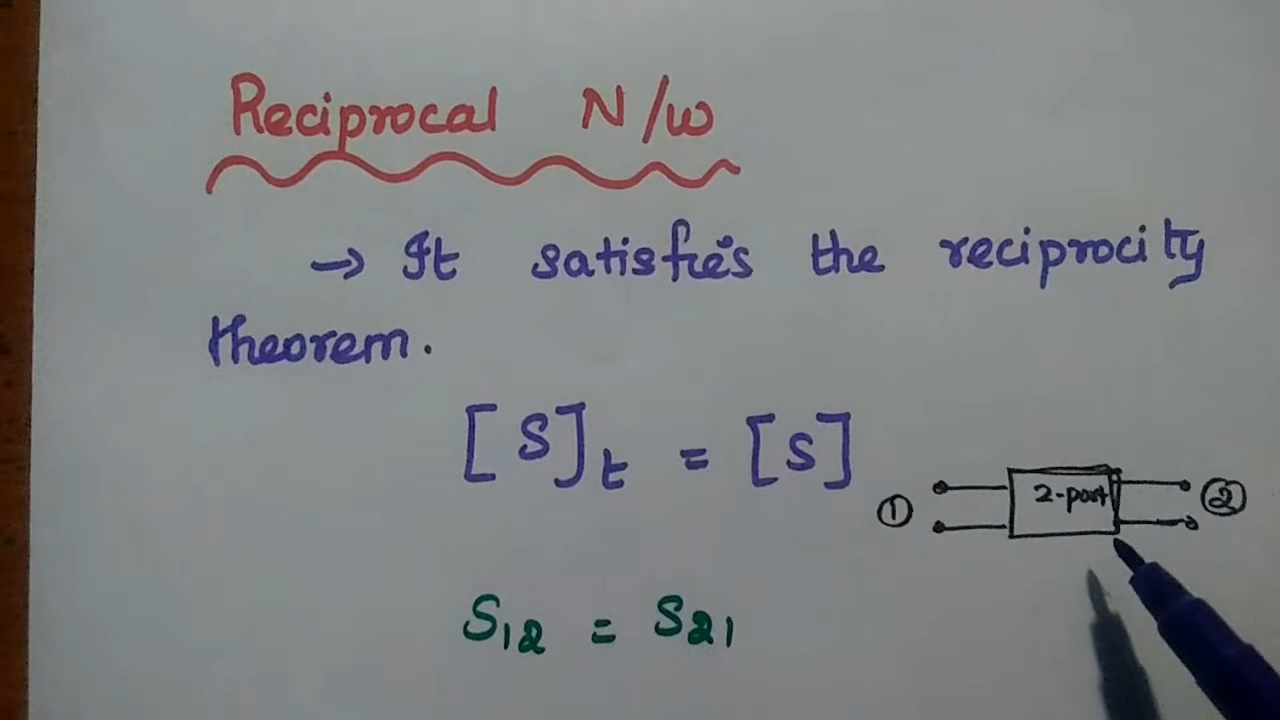 Reciprocal N/w
→ It satisfies the reciprocity
theorem.
[S]t = [S]
① 2-port ②
S12 = S21